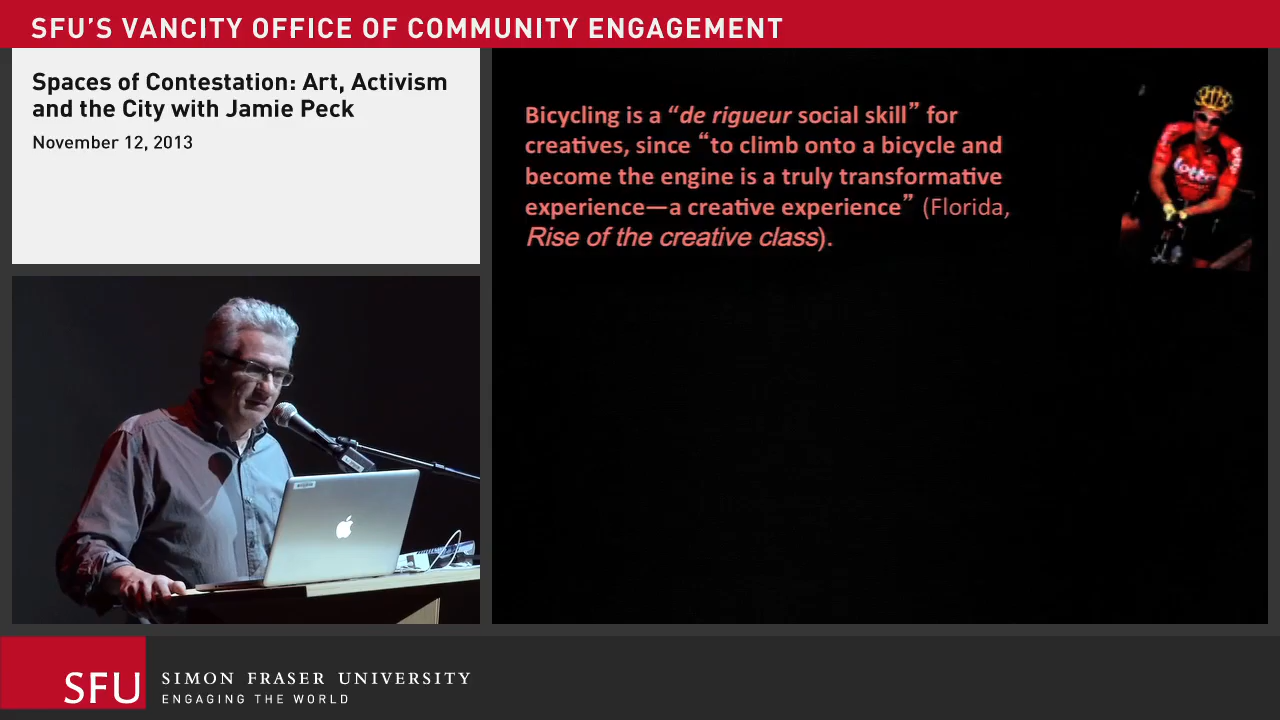 SFU'S VANCITY OFFICE OF COMMUNITY ENGAGEMENT
Spaces of Contestation: Art, Activism
and the City with Jamie Peck
November 12, 2013
Bicycling is a “de rigueur social skill” for
creatives, since “to climb onto a bicycle and
become the engine is a truly transformative
experience—a creative experience” (Florida,
Rise of the creative class).
lotto
SFU
SIMON FRASER UNIVERSITY
ENGAGING THE WORLD